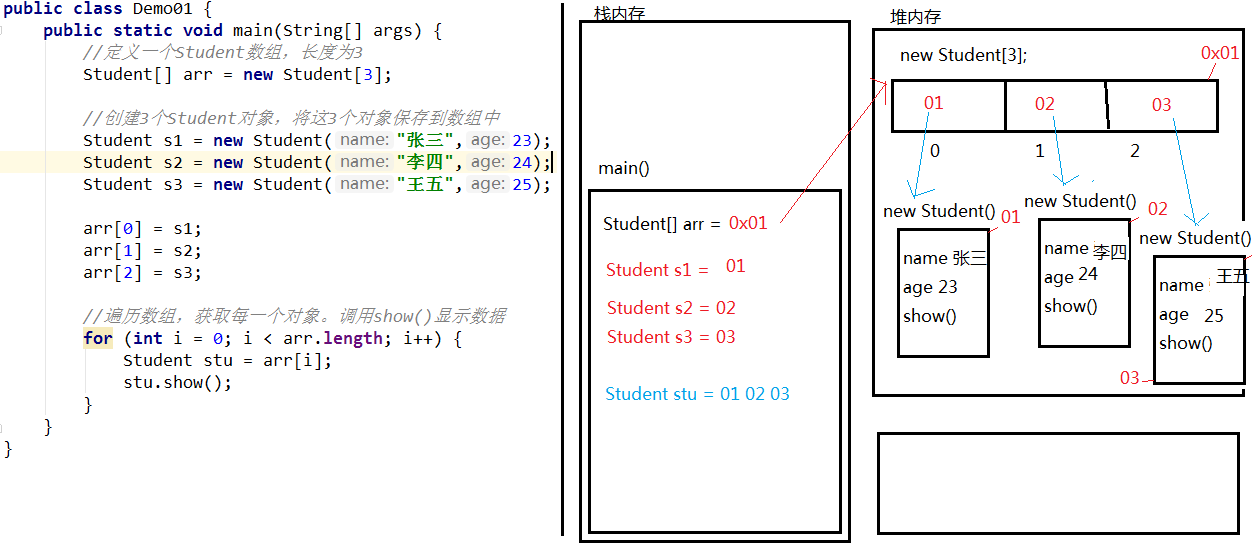 public class Demo01 {
public static void main(String[] args) {
//定义一个Student数组，长度为3
Student[] arr = new Student[3];
//创建3个Student对象，将这3个对象保存到数组中
Student s1 = new Student( name: "张三", age: 23);
Student s2 = new Student( name: "李四", age: 24);
Student s3 = new Student( name: "王五", age: 25);
arr[0] = s1;
arr[1] = s2;
arr[2] = s3;
//遍历数组，获取每一个对象。调用show()显示数据
for (int i = 0; i < arr.length; i++) {
Student stu = arr[i];
stu.show();
}
}
}
栈内存
main()
Student[] arr = 0x01
Student s1 = 01
Student s2 = 02
Student s3 = 03
Student stu = 01 02 03
堆内存
new Student[3];
0x01
01 02 03
0 1 2
new Student()
01
name 张三
age 23
show()
new Student()
02
name 李四
age 24
show()
new Student()
name 王五
age 25
show()
03